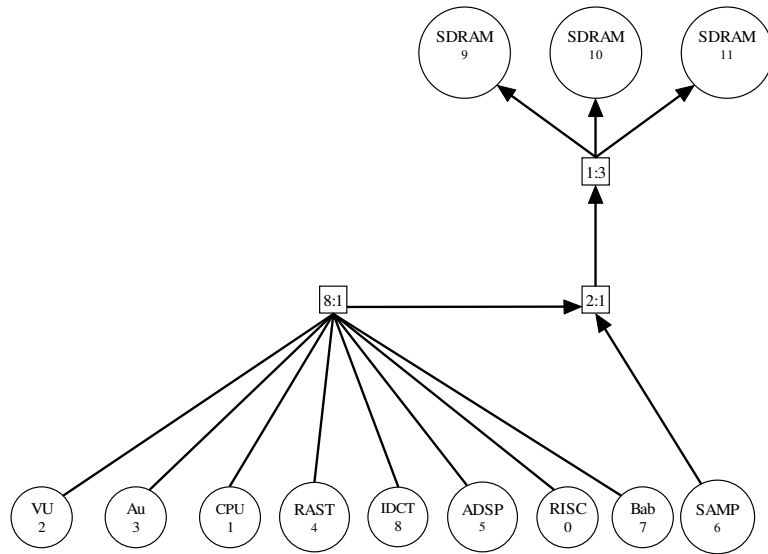 SDRAM
9
SDRAM
10
SDRAM
11
1:3
8:1
2:1
VU
2
Au
3
CPU
1
RAST
4
IDCT
8
ADSP
5
RISC
0
Bab
7
SAMP
6